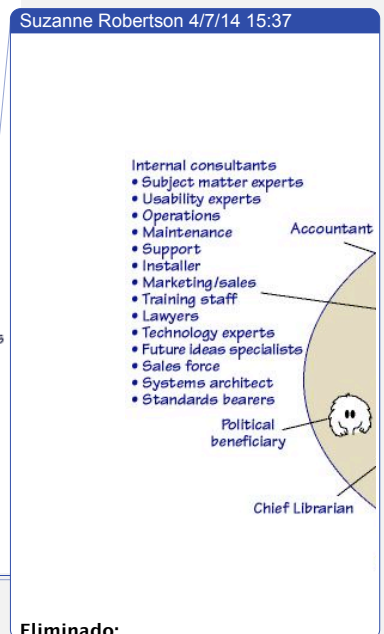 Suzanne Robertson 4/7/14 15:37
Internal consultants
• Subject matter experts
• Usability experts
• Operations
• Maintenance
• Support
• Installer
• Marketing/sales
• Training staff
• Lawyers
• Technology experts
• Future ideas specialists
• Sales force
• Systems architect
• Standards bearers
Accountant
Political
beneficiary
Chief Librarian
Eliminado: